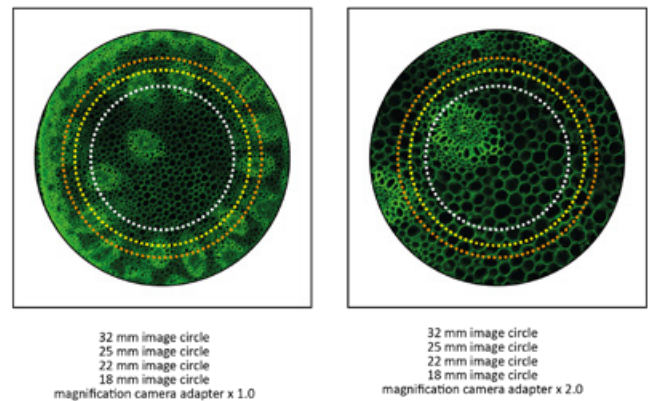 32 mm image circle
25 mm image circle
22 mm image circle
18 mm image circle
magnification camera adapter x 1.0
32 mm image circle
25 mm image circle
22 mm image circle
18 mm image circle
magnification camera adapter x 2.0